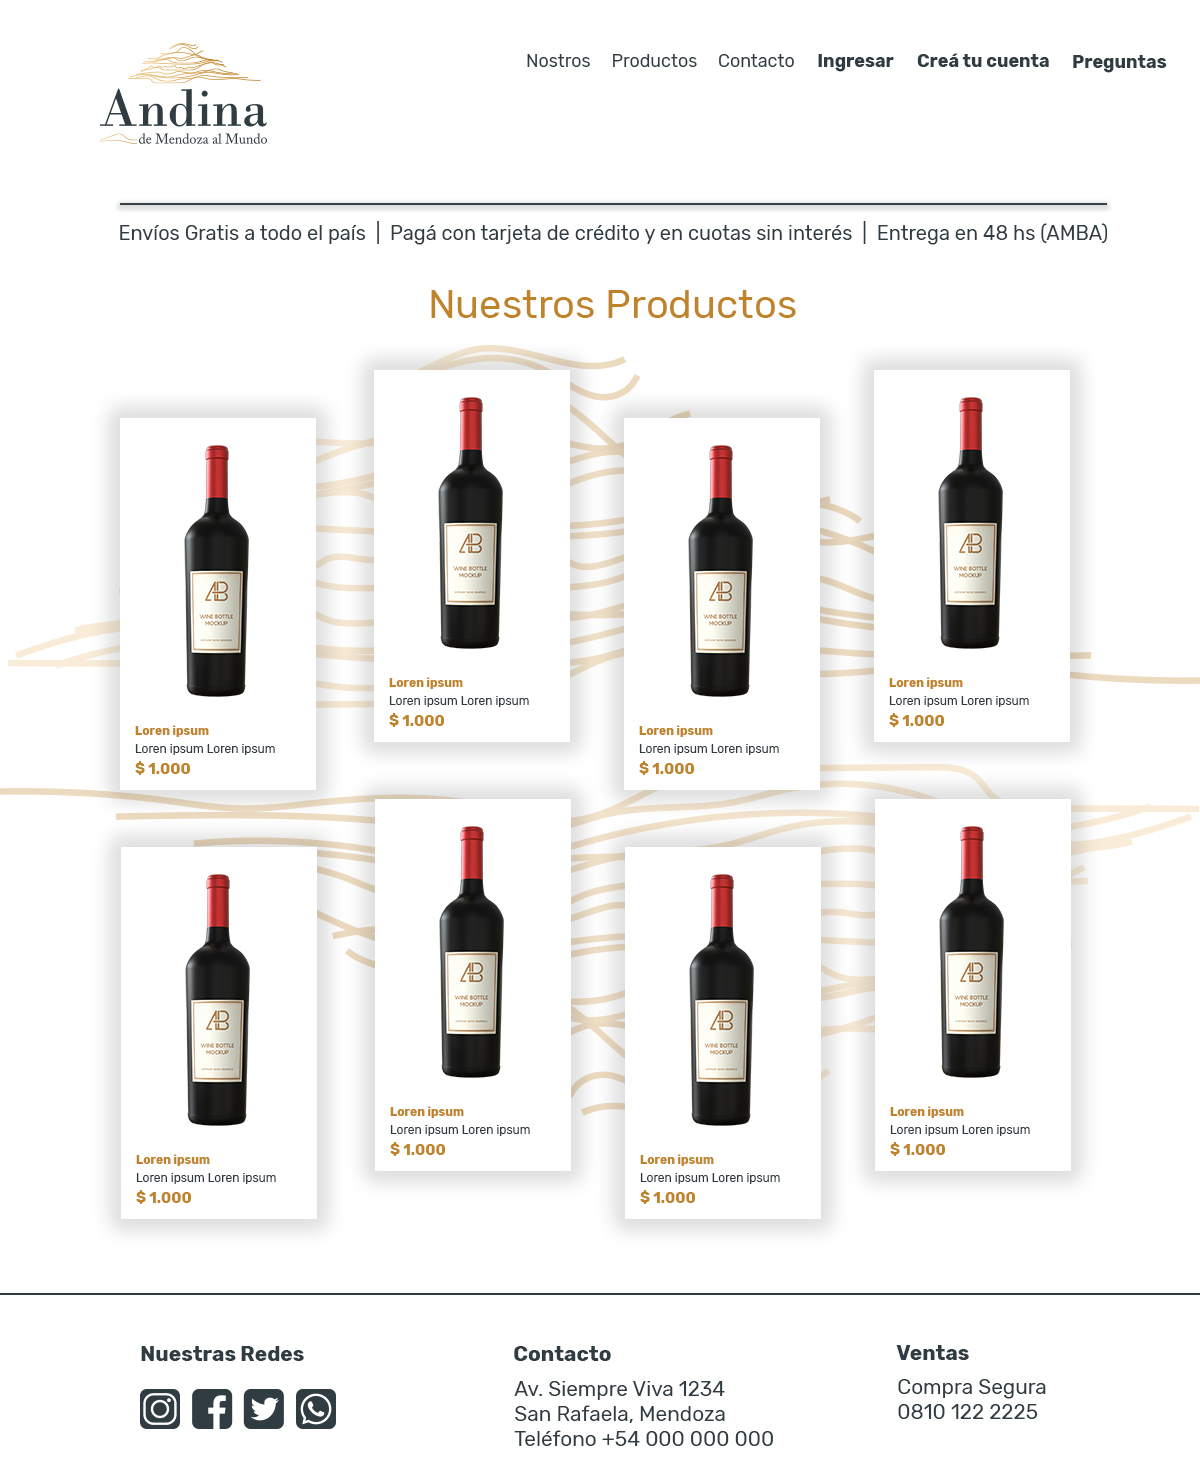 Nostros Productos Contacto Ingresar Creá tu cuenta Preguntas
Andina
de Mendoza al Mundo
Envíos Gratis a todo el país | Pagá con tarjeta de crédito y en cuotas sin interés | Entrega en 48 hs (AMBA)
Nuestros Productos
AB
WINE BOTTLE
MOCKUP
Loren ipsum
Loren ipsum Loren ipsum
$ 1.000
AB
WINE BOTTLE
MOCKUP
Loren ipsum
Loren ipsum Loren ipsum
$ 1.000
AB
WINE BOTTLE
MOCKUP
Loren ipsum
Loren ipsum Loren ipsum
$ 1.000
AB
WINE BOTTLE
MOCKUP
Loren ipsum
Loren ipsum Loren ipsum
$ 1.000
AB
WINE BOTTLE
MOCKUP
Loren ipsum
Loren ipsum Loren ipsum
$ 1.000
AB
WINE BOTTLE
MOCKUP
Loren ipsum
Loren ipsum Loren ipsum
$ 1.000
AB
WINE BOTTLE
MOCKUP
Loren ipsum
Loren ipsum Loren ipsum
$ 1.000
AB
WINE BOTTLE
MOCKUP
Loren ipsum
Loren ipsum Loren ipsum
$ 1.000
Nuestras Redes
Contacto
Av. Siempre Viva 1234
San Rafaela, Mendoza
Teléfono +54 000 000 000
Ventas
Compra Segura
0810 122 2225